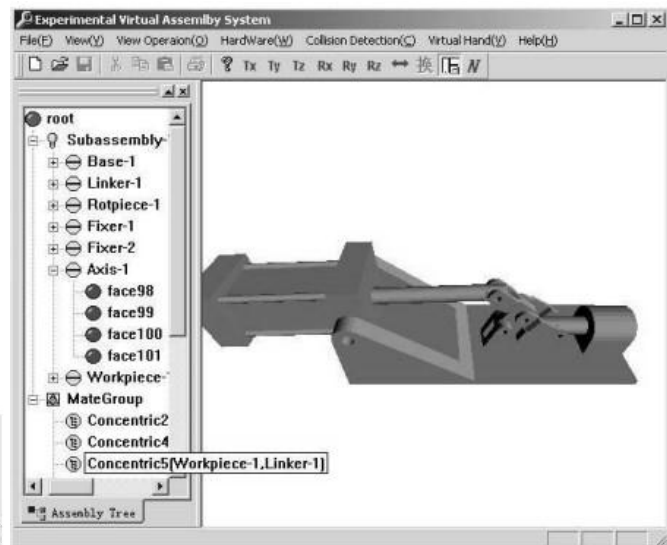 Experimental Virtual Assemlby System
File(F) View(V) View Operaion(O) HardWare(W) Collision Detection(C) Virtual Hand(V) Help(H)
Tx Ty Tz Rx Ry Rz 换 N
root
Subassembly-
Base-1
Linker-1
Rotpiece-1
Fixer-1
Fixer-2
Axis-1
face98
face99
face100
face101
Workpiece-
MateGroup
Concentric2
Concentric4
Concentric5(Workpiece-1,Linker-1)
Assembly Tree